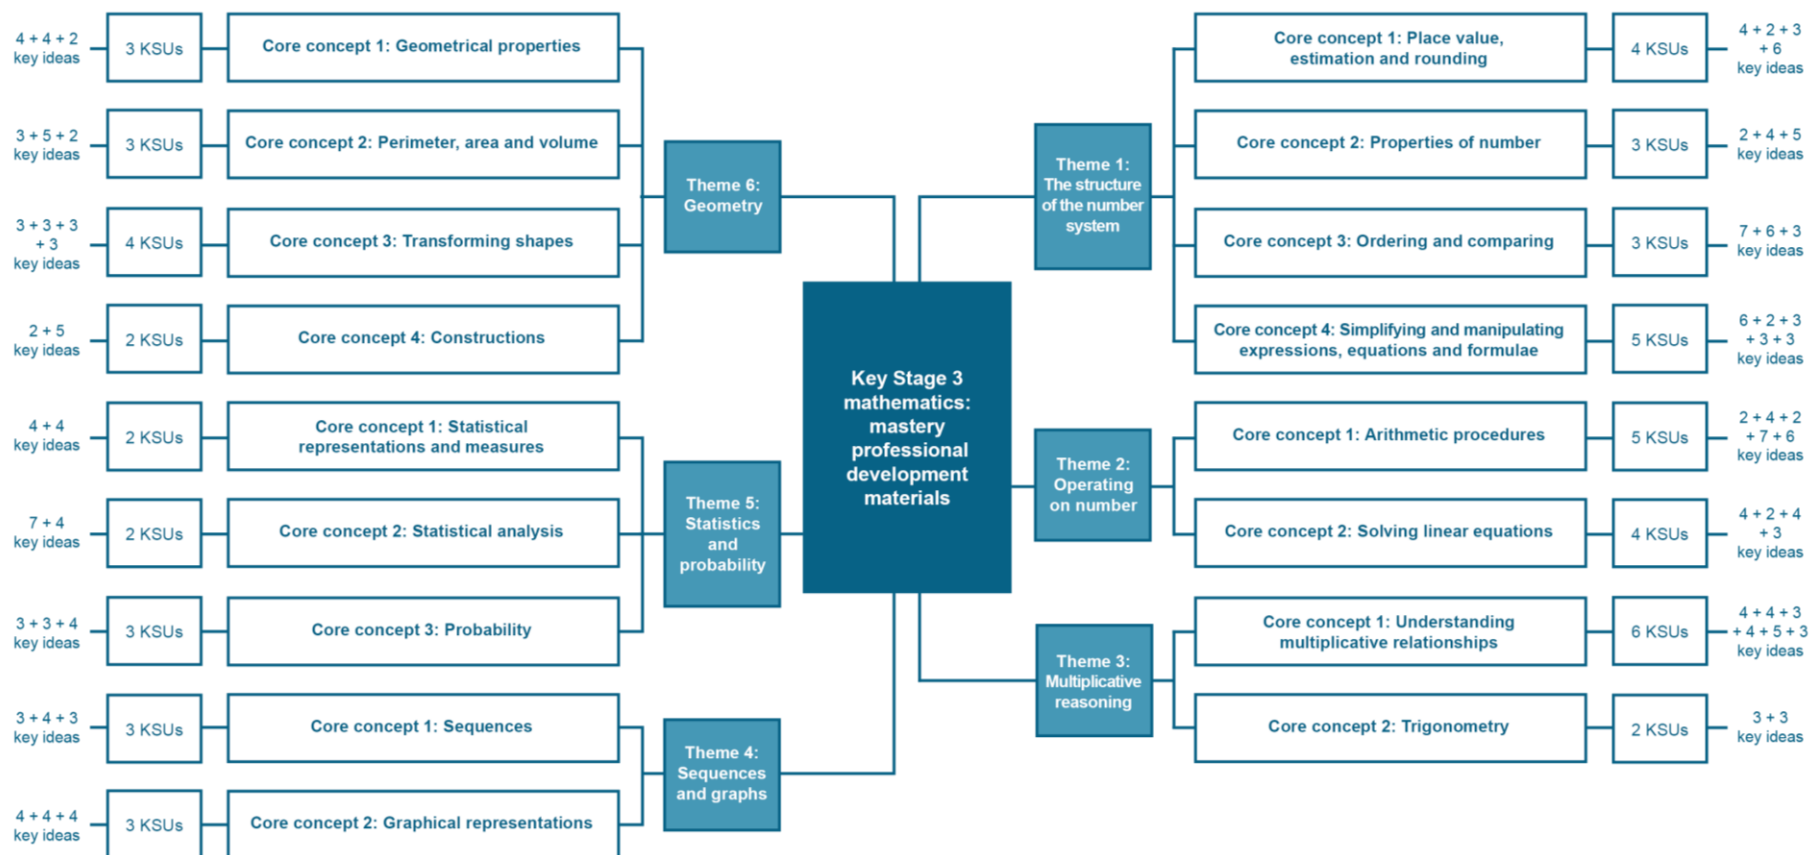 4 + 4 + 2
key ideas
3 KSUs
Core concept 1: Geometrical properties
3 + 5 + 2
key ideas
3 KSUs
Core concept 2: Perimeter, area and volume
3 + 3 + 3
+ 3
key ideas
4 KSUs
Core concept 3: Transforming shapes
2 + 5
key ideas
2 KSUs
Core concept 4: Constructions
Theme 6:
Geometry
4 + 4
key ideas
2 KSUs
Core concept 1: Statistical
representations and measures
7 + 4
key ideas
2 KSUs
Core concept 2: Statistical analysis
3 + 3 + 4
key ideas
3 KSUs
Core concept 3: Probability
Theme 5:
Statistics
and
probability
3 + 4 + 3
key ideas
3 KSUs
Core concept 1: Sequences
4 + 4 + 4
key ideas
3 KSUs
Core concept 2: Graphical representations
Theme 4:
Sequences
and graphs
Key Stage 3
mathematics:
mastery
professional
development
materials
Theme 1:
The structure
of the number
system
Core concept 1: Place value,
estimation and rounding
4 KSUs
4 + 2 + 3
+ 6
key ideas
Core concept 2: Properties of number
3 KSUs
2 + 4 + 5
key ideas
Core concept 3: Ordering and comparing
3 KSUs
7 + 6 + 3
key ideas
Core concept 4: Simplifying and manipulating
expressions, equations and formulae
5 KSUs
6 + 2 + 3
+ 3 + 3
key ideas
Theme 2:
Operating
on number
Core concept 1: Arithmetic procedures
5 KSUs
2 + 4 + 2
+ 7 + 6
key ideas
Core concept 2: Solving linear equations
4 KSUs
4 + 2 + 4
+ 3
key ideas
Theme 3:
Multiplicative
reasoning
Core concept 1: Understanding
multiplicative relationships
6 KSUs
4 + 4 + 3
+ 4 + 5 + 3
key ideas
Core concept 2: Trigonometry
2 KSUs
3 + 3
key ideas